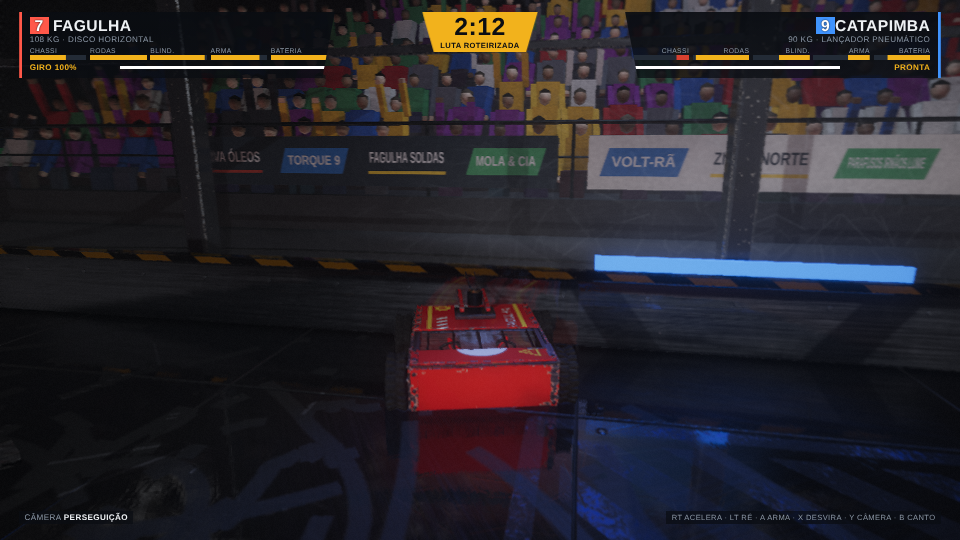 7 FAGULHA
108 KG · DISCO HORIZONTAL
CHASSI RODAS BLIND. ARMA BATERIA
GIRO 100%
2:12
LUTA ROTEIRIZADA
9 CATAPIMBA
90 KG · LANÇADOR PNEUMÁTICO
CHASSI RODAS BLIND. ARMA BATERIA
PRONTA
ÓLEOS
TORQUE 9
FAGULHA SOLDAS
MOLA & CIA
VOLT-RÃ
NORTE
CÂMERA PERSEGUIÇÃO
RT ACELERA · LT RÉ · A ARMA · X DESVIRA · Y CÂMERA · B CANTO